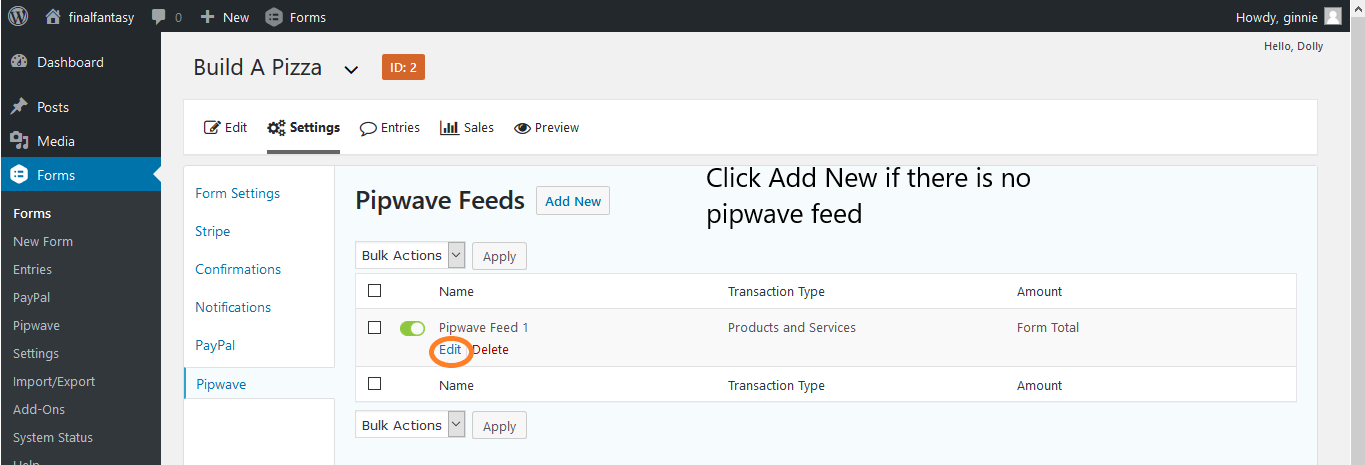 finalfantasy 0 New Forms Howdy, ginnie
Hello, Dolly
Dashboard
Posts
Media
Forms
Forms
New Form
Entries
PayPal
Pipwave
Settings
Import/Export
Add-Ons
System Status
Help
Build A Pizza ID: 2
Edit Settings Entries Sales Preview
Form Settings
Stripe
Confirmations
Notifications
PayPal
Pipwave
Pipwave Feeds Add New
Click Add New if there is no
pipwave feed
Bulk Actions Apply
Name Transaction Type Amount
Pipwave Feed 1 Products and Services Form Total
Edit Delete
Name Transaction Type Amount
Bulk Actions Apply